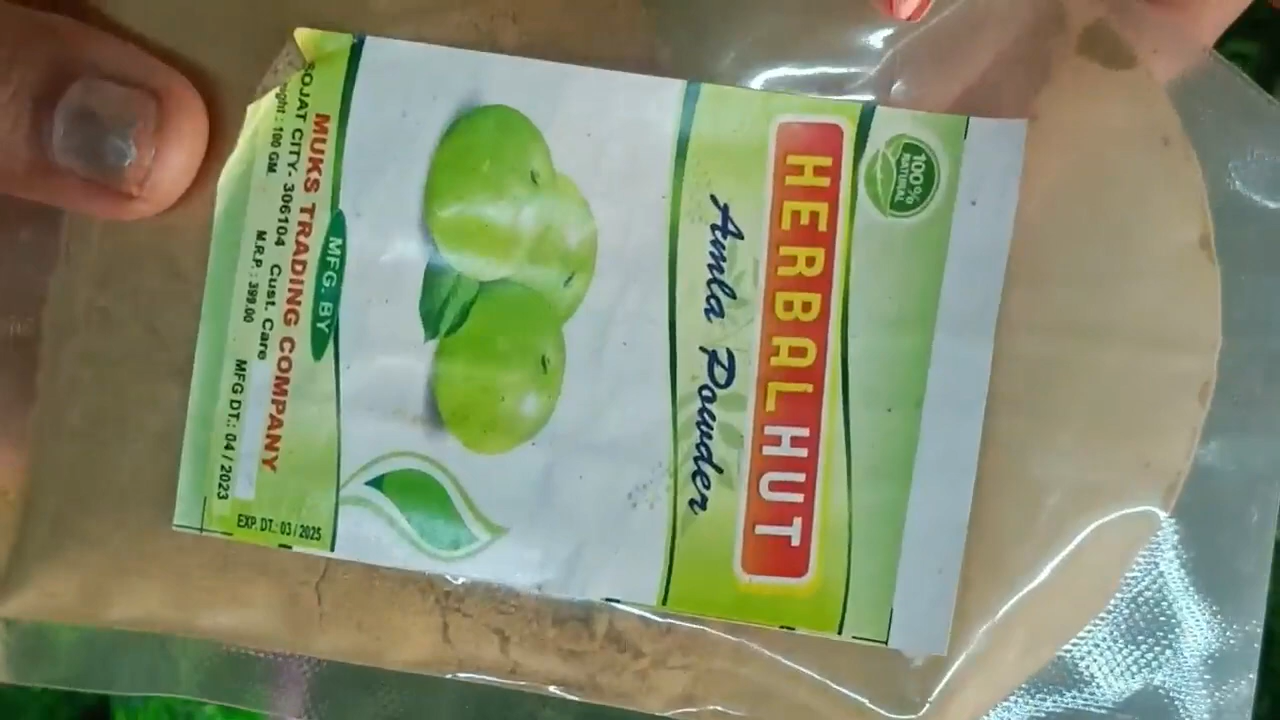 100%
NATURAL
HERBALHUT
Amla Powder
MFG. BY
MUKS TRADING COMPANY
SOJAT CITY- 306104 Cust. Care
: 100 GM. M.R.P. : 399.00 MFG DT.: 04 / 2023
EXP. DT.: 03 / 2025